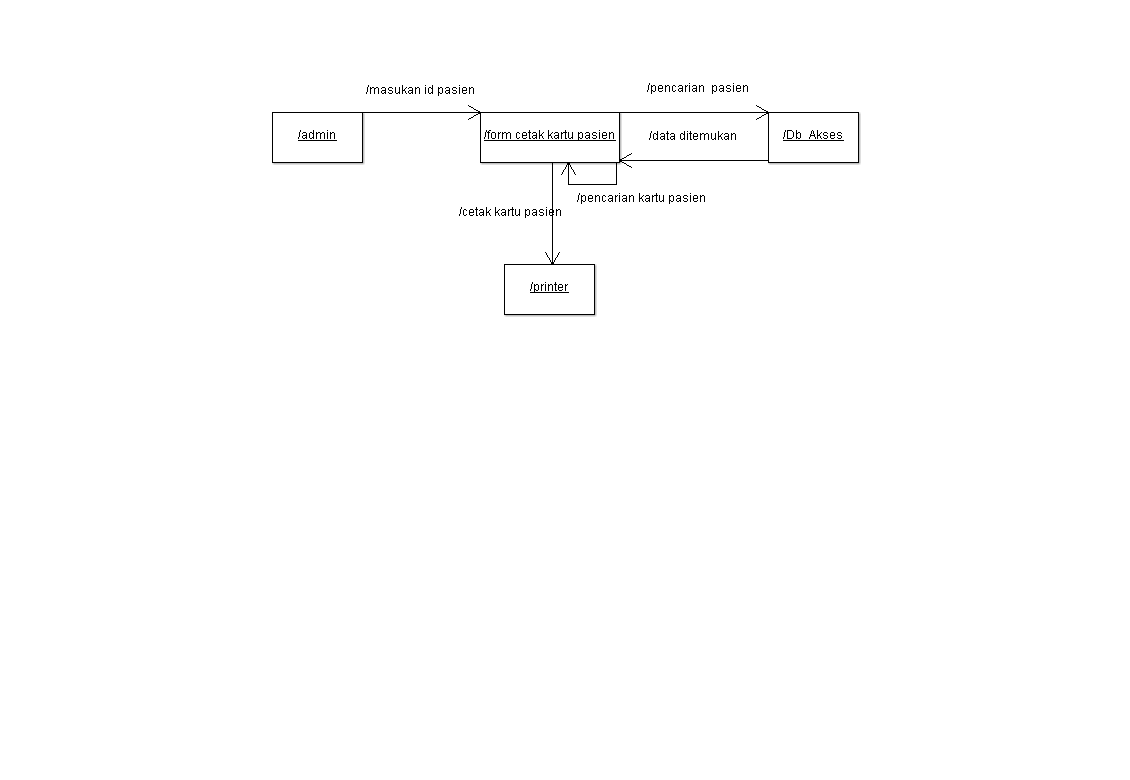 /masukan id pasien
/pencarian  pasien
/admin
/form cetak kartu pasien
/data ditemukan
/Db_Akses
/pencarian kartu pasien
/cetak kartu pasien
/printer